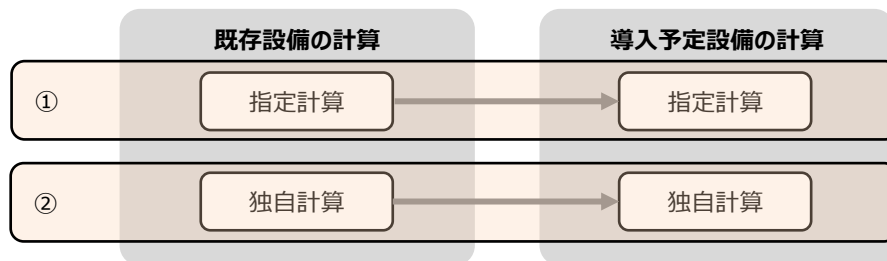 既存設備の計算 導入予定設備の計算
① 指定計算 指定計算
② 独自計算 独自計算